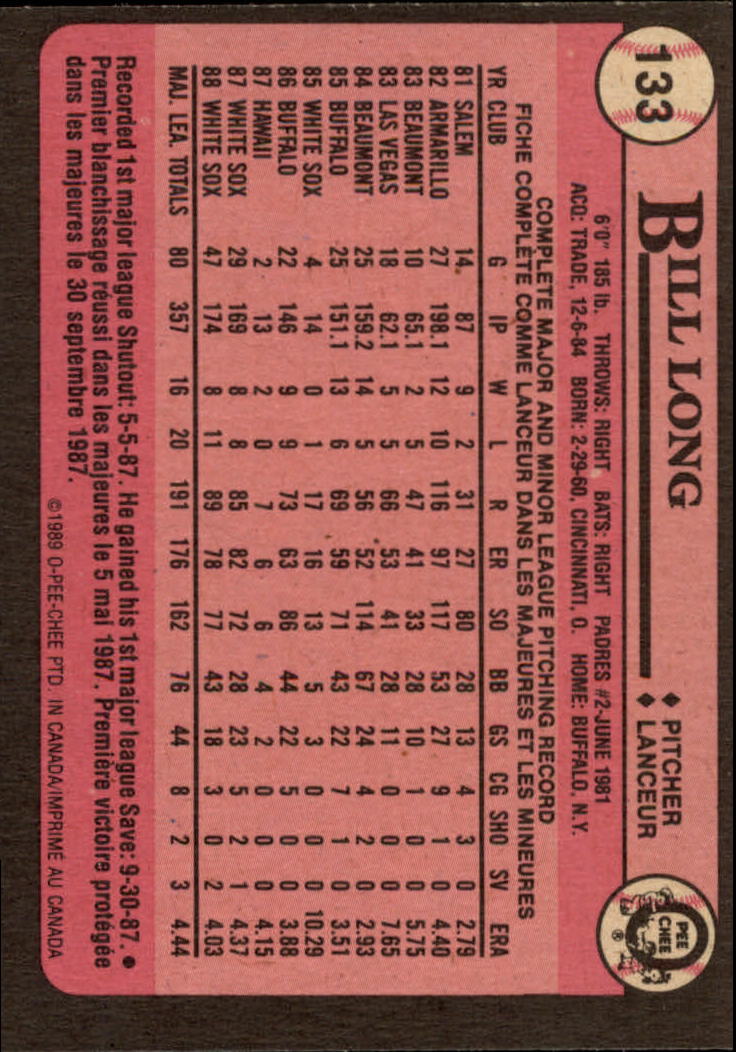 133
BILL LONG
♦ PITCHER
♦ LANCEUR
O
PEE
CHEE
®
6'0" 185 lb. THROWS: RIGHT BATS: RIGHT PADRES #2-JUNE 1981
ACQ: TRADE, 12-6-84 BORN: 2-29-60, CINCINNATI, O. HOME: BUFFALO, N.Y.
COMPLETE MAJOR AND MINOR LEAGUE PITCHING RECORD
FICHE COMPLÈTE COMME LANCEUR DANS LES MAJEURES ET LES MINEURES
YR CLUB G IP W L R ER SO BB GS CG SHO SV ERA
81 SALEM 14 87 9 2 31 27 80 28 13 4 3 0 2.79
82 ARMARILLO 27 198.1 12 10 116 97 117 53 27 9 1 0 4.40
83 BEAUMONT 10 65.1 2 5 47 41 33 28 10 1 0 0 5.75
83 LAS VEGAS 18 62.1 5 5 66 53 41 28 11 0 0 0 7.65
84 BEAUMONT 25 159.2 14 5 56 52 114 67 24 4 2 0 2.93
85 BUFFALO 25 151.1 13 6 69 59 71 43 22 7 1 0 3.51
85 WHITE SOX 4 14 0 1 17 16 13 5 3 0 0 0 10.29
86 BUFFALO 22 146 9 9 73 63 86 44 22 5 0 0 3.88
87 HAWAII 2 13 2 0 7 6 6 4 2 0 0 0 4.15
87 WHITE SOX 29 169 8 8 85 82 72 28 23 5 2 1 4.37
88 WHITE SOX 47 174 8 11 89 78 77 43 18 3 0 2 4.03
MAJ. LEA. TOTALS 80 357 16 20 191 176 162 76 44 8 2 3 4.44
Recorded 1st major league Shutout: 5-5-87. He gained his 1st major league Save: 9-30-87. ●
Premier blanchissage réussi dans les majeures le 5 mai 1987. Première victoire protégée
dans les majeures le 30 septembre 1987.
©1989 O-PEE-CHEE PTD. IN CANADA/IMPRIMÉ AU CANADA